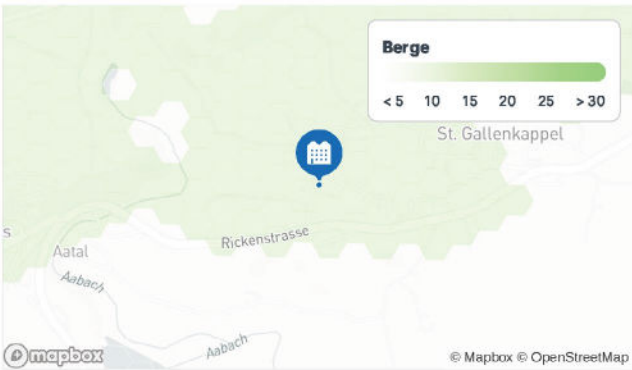 Berge
< 5 10 15 20 25 > 30
St. Gallenkappel
s
Rickenstrasse
Aatal
Aabach
Aabach
mapbox
© Mapbox © OpenStreetMap